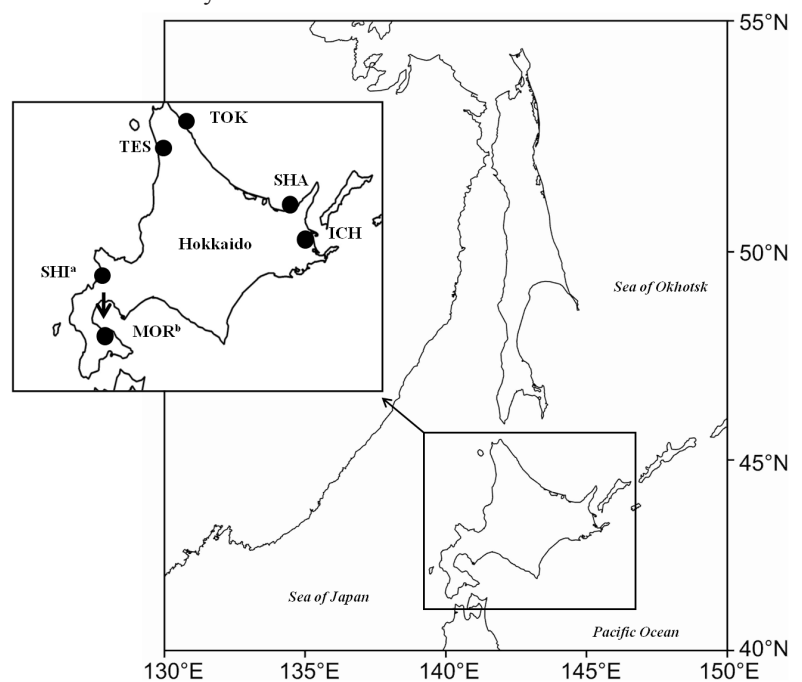 55°N
TOK
TES
SHA
ICH
Hokkaido
50°N
SHIᵃ
Sea of Okhotsk
MORᵇ
45°N
Sea of Japan
Pacific Ocean
40°N
130°E 135°E 140°E 145°E 150°E